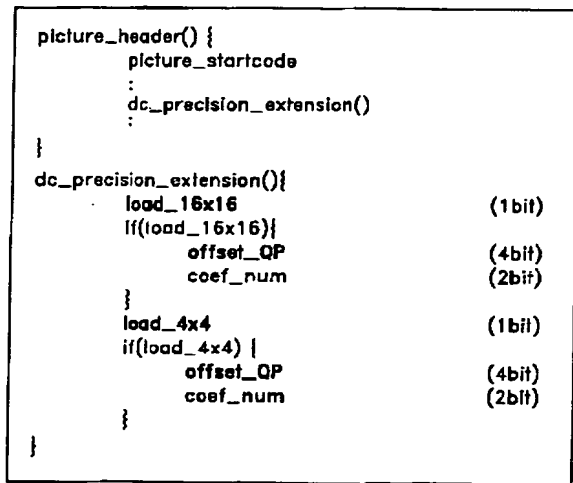 picture_header() {
picture_startcode
:
dc_precision_extension()
:
}
dc_precision_extension(){
load_16x16 (1bit)
if(load_16x16){
offset_QP (4bit)
coef_num (2bit)
}
load_4x4 (1bit)
if(load_4x4) {
offset_QP (4bit)
coef_num (2bit)
}
}